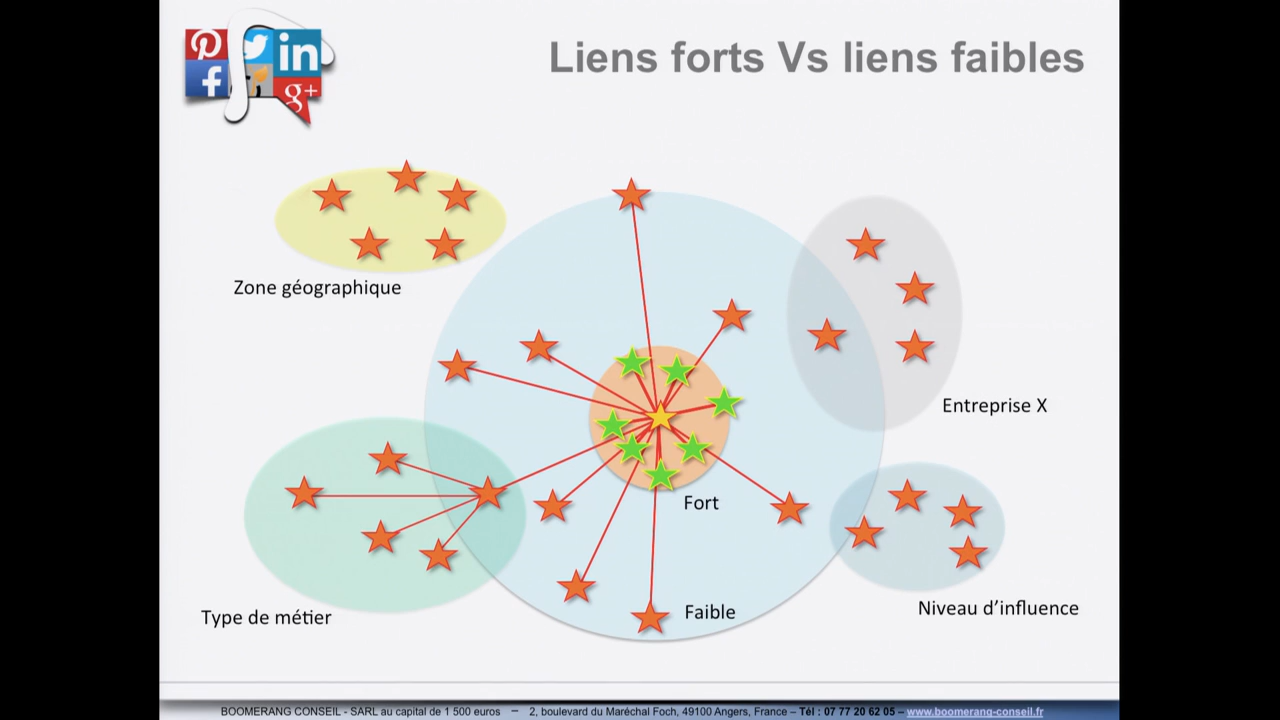 Liens forts Vs liens faibles
in
f
g+
Zone géographique
Entreprise X
Fort
Type de métier
Faible
Niveau d'influence
BOOMERANG CONSEIL - SARL au capital de 1 500 euros – 2, boulevard du Maréchal Foch, 49100 Angers, France – Tél : 07 77 20 62 05 – www.boomerang-conseil.fr